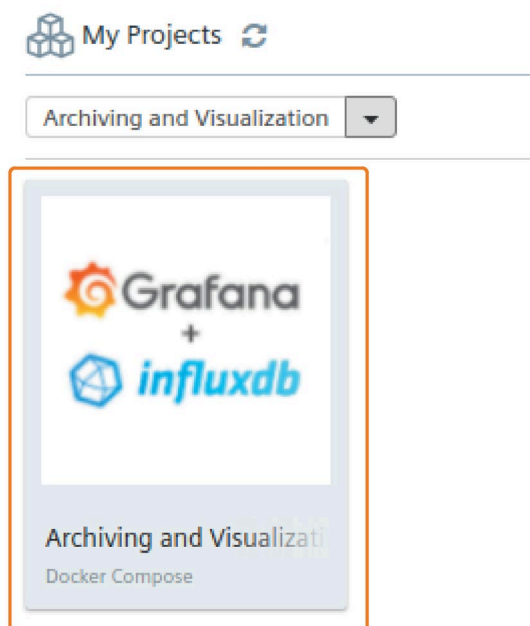 My Projects
Archiving and Visualization
Grafana
+
influxdb
Archiving and Visualizati
Docker Compose